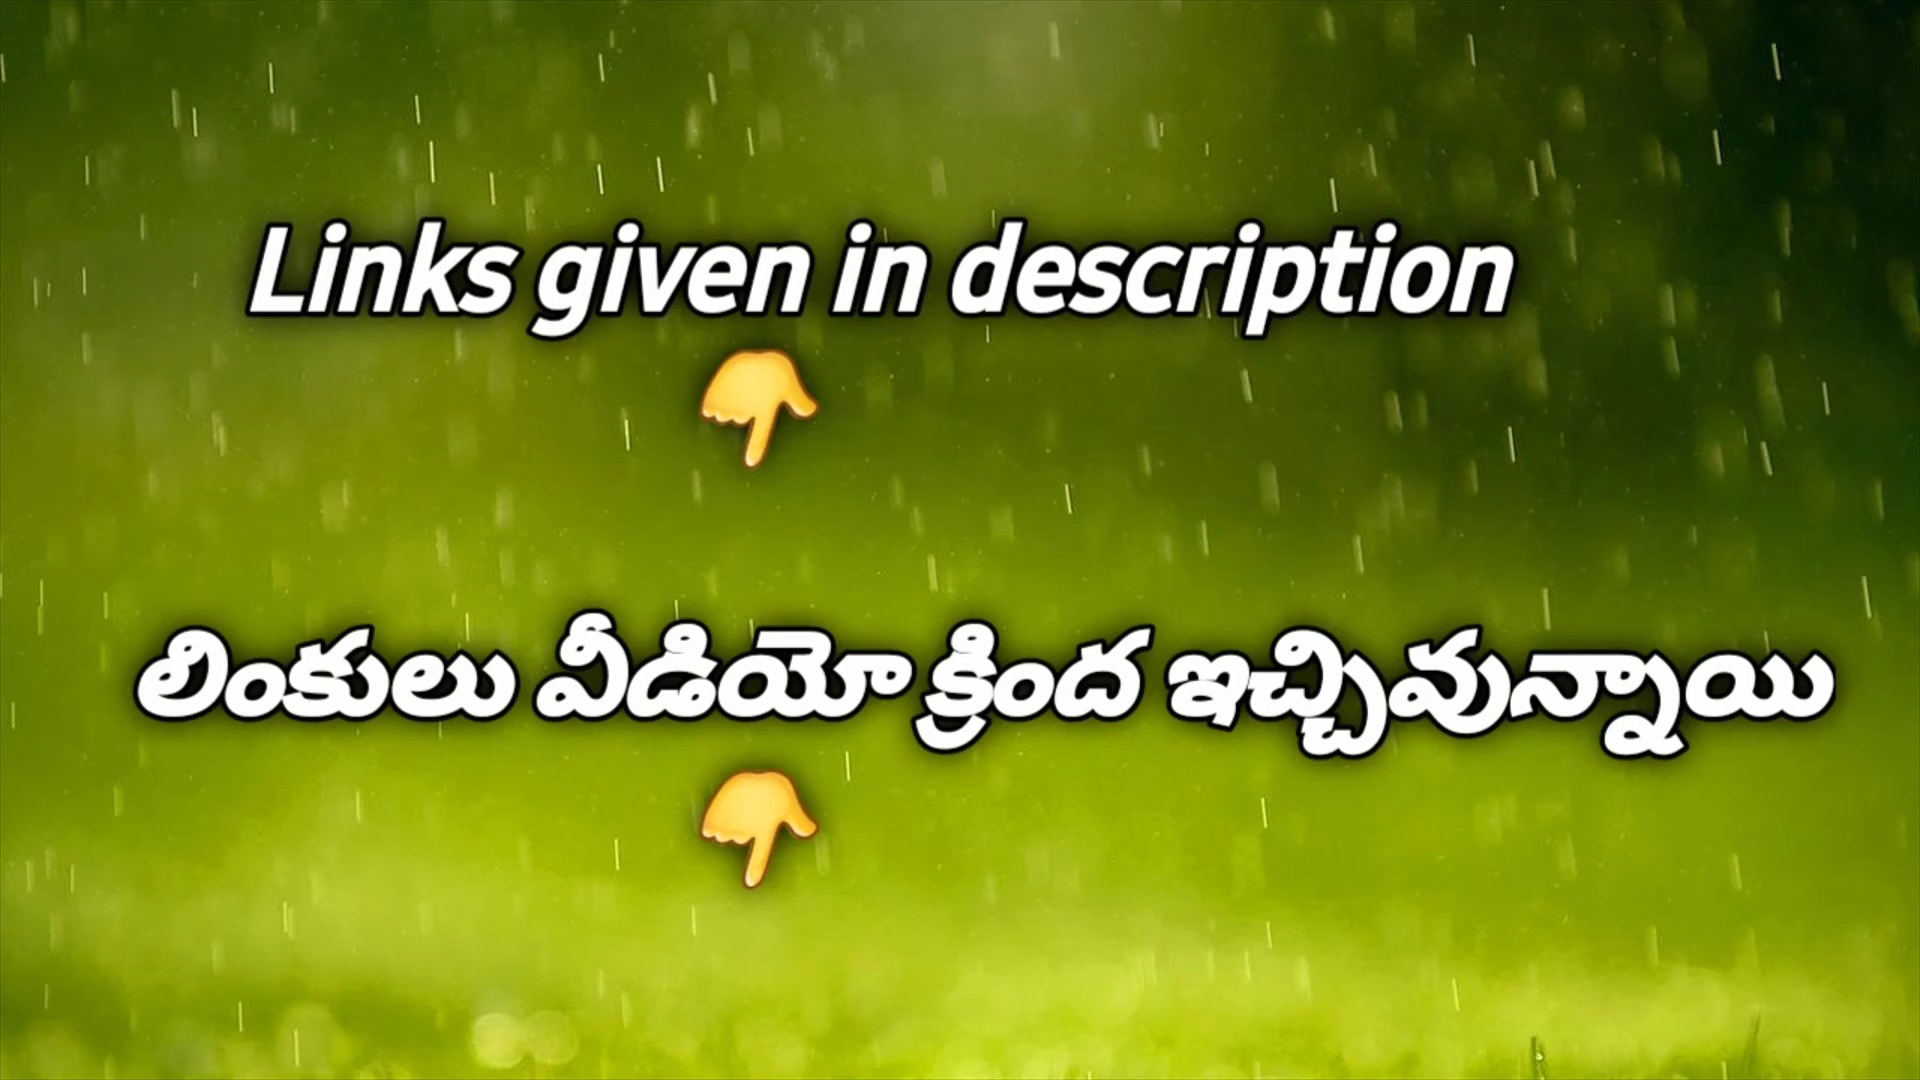 Links given in description
👇
లింకులు వీడియో క్రింద ఇచ్చివున్నాయి
👇